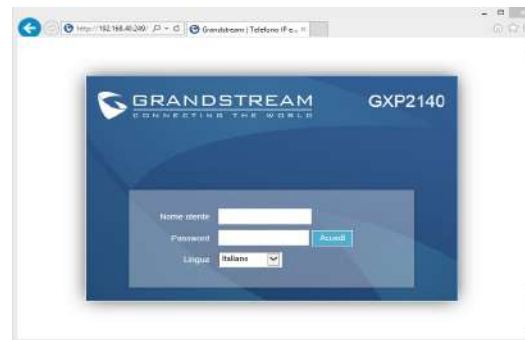 http://192.168.40.249/
Grandstream | Telefono IP e...
GRANDSTREAM
CONNECTING THE WORLD
GXP2140
Nome utente
Password
Accedi
Lingua
Italiano